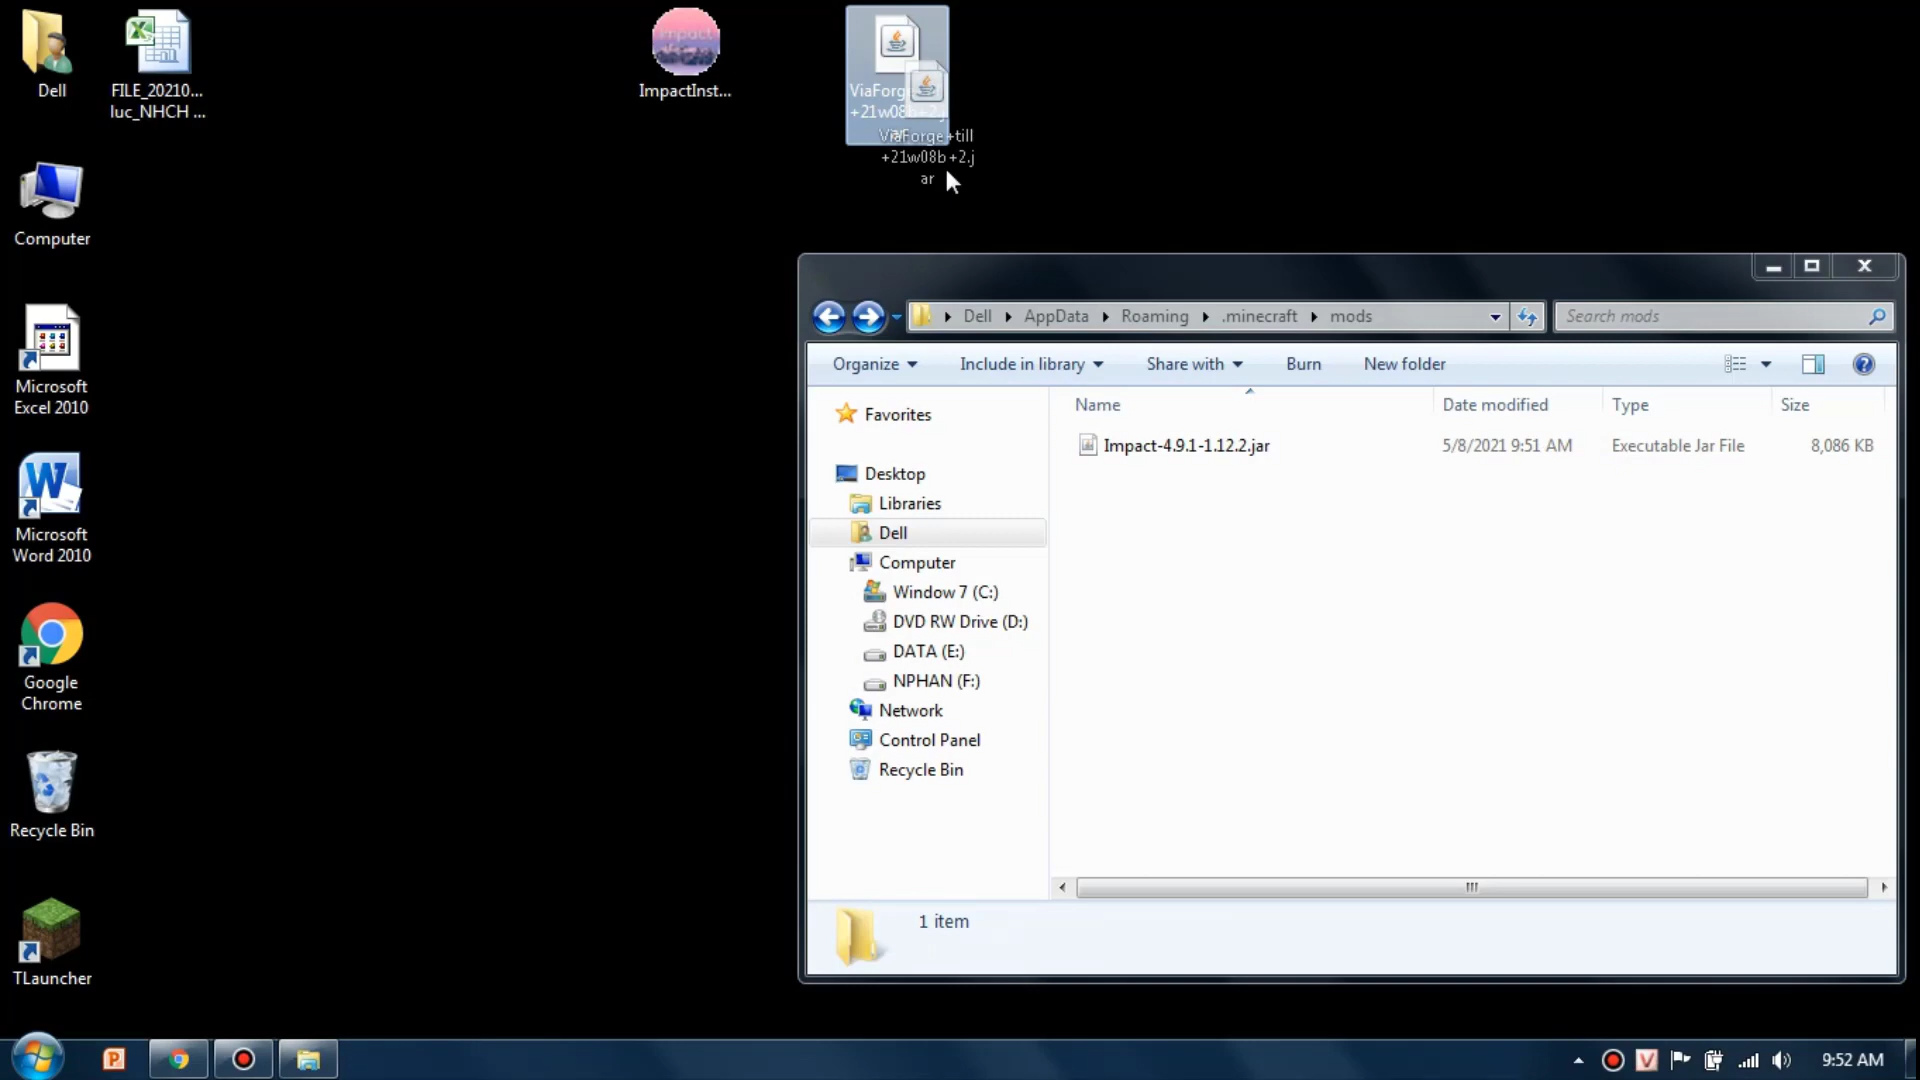 Dell
FILE_20210...
luc_NHCH ...
ImpactInst...
ViaForge
+till
+21w08b+2.j
ar
Computer
Microsoft
Excel 2010
Microsoft
Word 2010
Google
Chrome
Recycle Bin
TLauncher
Dell
AppData
Roaming
.minecraft
mods
Search mods
Organize
Include in library
Share with
Burn
New folder
Favorites
Desktop
Libraries
Dell
Computer
Window 7 (C:)
DVD RW Drive (D:)
DATA (E:)
NPHAN (F:)
Network
Control Panel
Recycle Bin
Name
Date modified
Type
Size
Impact-4.9.1-1.12.2.jar
5/8/2021 9:51 AM
Executable Jar File
8,086 KB
1 item
9:52 AM